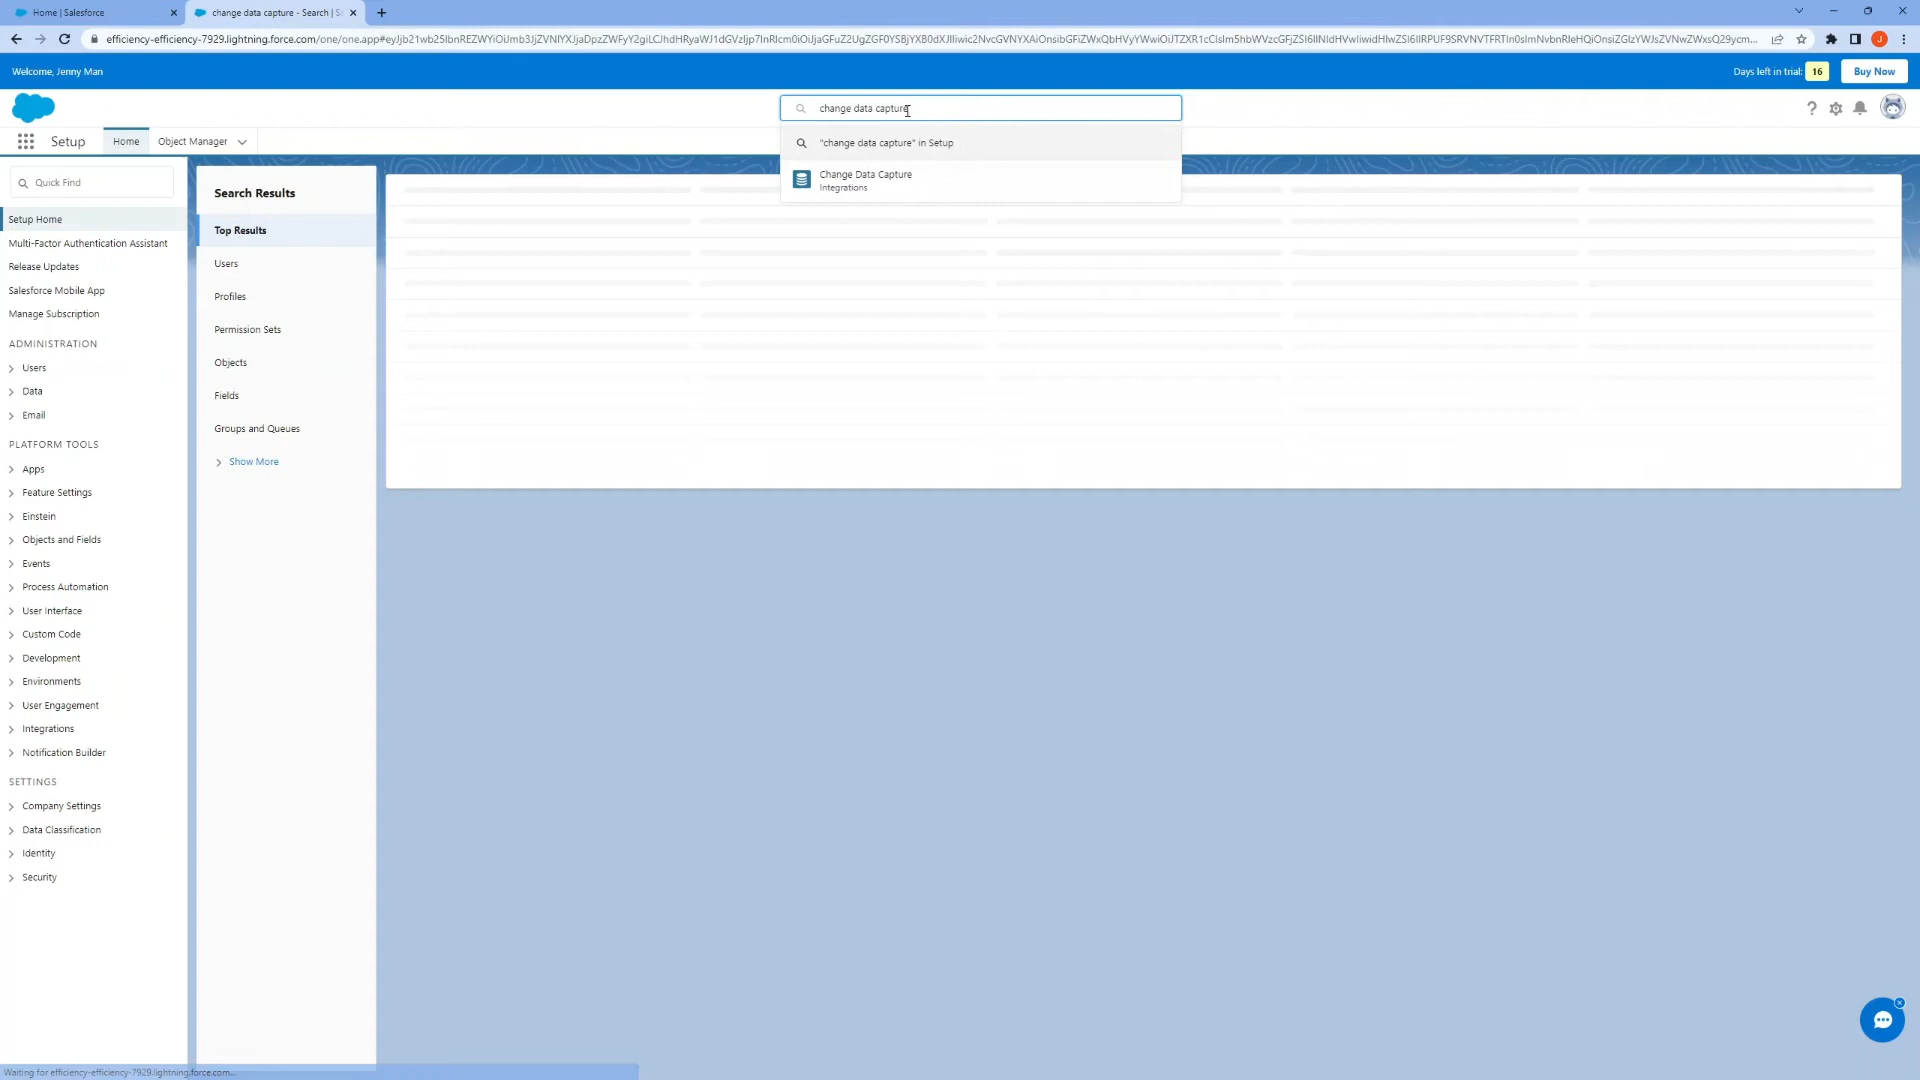 Home | Salesforce
change data capture - Search | S
efficiency-efficiency-7929.lightning.force.com
Welcome, Jenny Man
Days left in trial:
16
Buy Now
change data capture
Setup
Home
Object Manager
"change data capture" in Setup
Change Data Capture
Integrations
Quick Find
Setup Home
Multi-Factor Authentication Assistant
Release Updates
Salesforce Mobile App
Manage Subscription
ADMINISTRATION
Users
Data
Email
PLATFORM TOOLS
Apps
Feature Settings
Einstein
Objects and Fields
Events
Process Automation
User Interface
Custom Code
Development
Environments
User Engagement
Integrations
Notification Builder
SETTINGS
Company Settings
Data Classification
Identity
Security
Search Results
Top Results
Users
Profiles
Permission Sets
Objects
Fields
Groups and Queues
Show More
Waiting for efficiency-efficiency-7929.lightning.force.com...
J